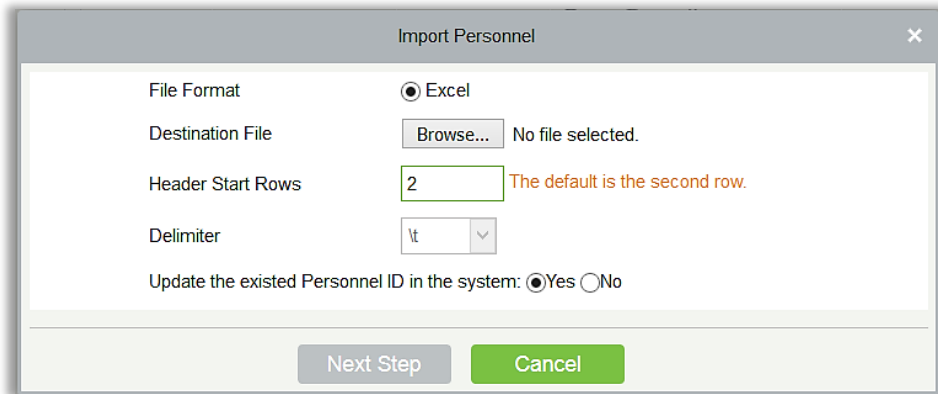 Import Personnel
File Format Excel
Destination File Browse... No file selected.
Header Start Rows 2 The default is the second row.
Delimiter \t
Update the existed Personnel ID in the system: Yes No
Next Step Cancel